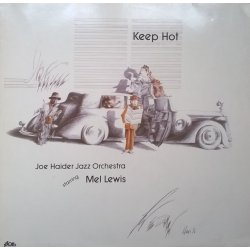 Keep Hot
Joe Haider Jazz Orchestra
starring Mel Lewis